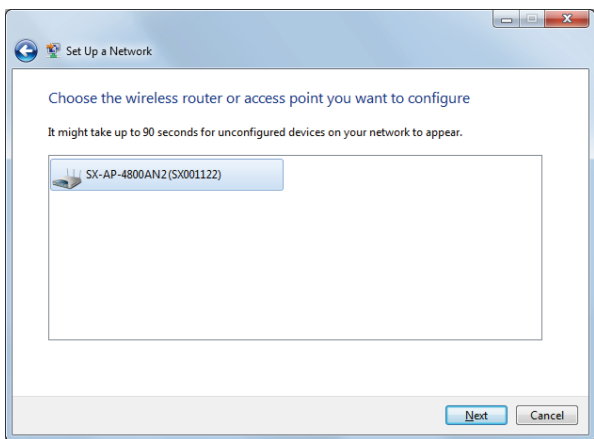 Set Up a Network
Choose the wireless router or access point you want to configure
It might take up to 90 seconds for unconfigured devices on your network to appear.
SX-AP-4800AN2(SX001122)
Next Cancel